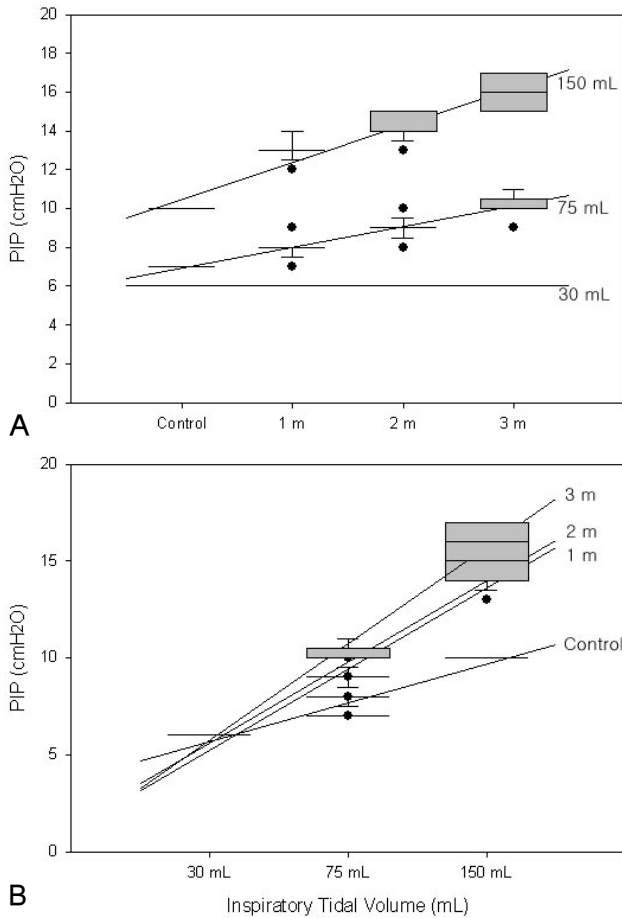 20
18
16
14
12
10
8
6
4
2
0
PIP (cmH2O)
150 mL
75 mL
30 mL
Control 1 m 2 m 3 m
A
20
15
10
5
0
PIP (cmH2O)
3 m
2 m
1 m
Control
30 mL 75 mL 150 mL
Inspiratory Tidal Volume (mL)
B